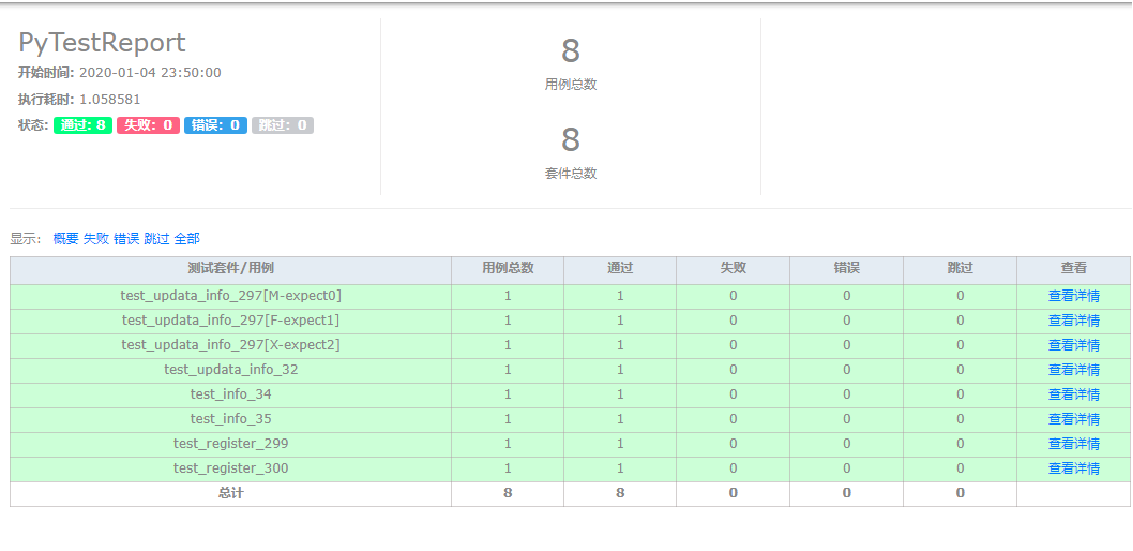 PyTestReport
开始时间: 2020-01-04 23:50:00
执行耗时: 1.058581
状态: 通过: 8 失败: 0 错误: 0 跳过: 0
8
用例总数
8
套件总数
显示: 概要 失败 错误 跳过 全部
测试套件/用例 用例总数 通过 失败 错误 跳过 查看
test_updata_info_297[M-expect0] 1 1 0 0 0 查看详情
test_updata_info_297[F-expect1] 1 1 0 0 0 查看详情
test_updata_info_297[X-expect2] 1 1 0 0 0 查看详情
test_updata_info_32 1 1 0 0 0 查看详情
test_info_34 1 1 0 0 0 查看详情
test_info_35 1 1 0 0 0 查看详情
test_register_299 1 1 0 0 0 查看详情
test_register_300 1 1 0 0 0 查看详情
总计 8 8 0 0 0